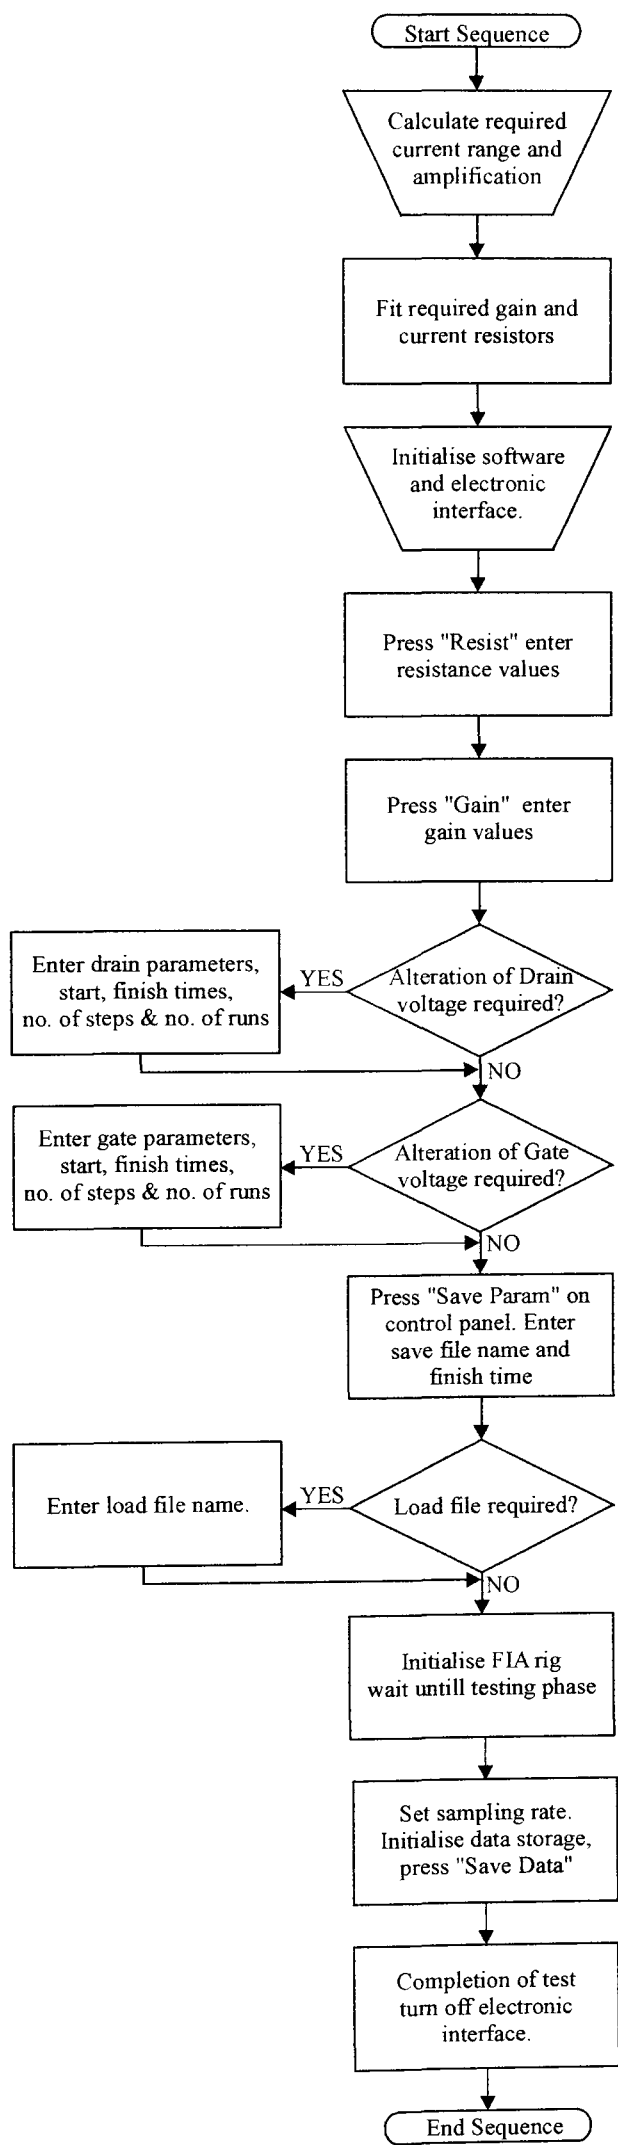 Start Sequence
Calculate required
current range and
amplification
Fit required gain and
current resistors
Initialise software
and electronic
interface.
Press "Resist" enter
resistance values
Press "Gain" enter
gain values
Alteration of Drain
voltage required?
YES
Enter drain parameters,
start, finish times,
no. of steps & no. of runs
NO
Alteration of Gate
voltage required?
YES
Enter gate parameters,
start, finish times,
no. of steps & no. of runs
NO
Press "Save Param" on
control panel. Enter
save file name and
finish time
Load file required?
YES
Enter load file name.
NO
Initialise FIA rig
wait untill testing phase
Set sampling rate.
Initialise data storage,
press "Save Data"
Completion of test
turn off electronic
interface.
End Sequence